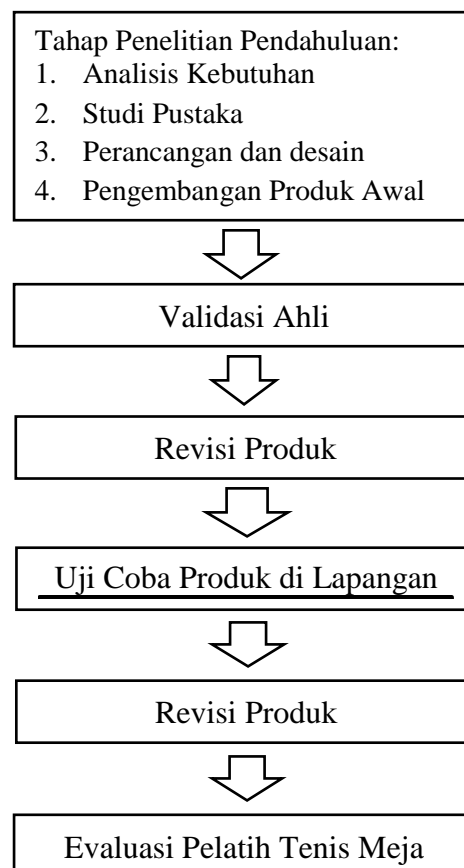 Tahap Penelitian Pendahuluan:
1. Analisis Kebutuhan
2. Studi Pustaka
3. Perancangan dan desain
4. Pengembangan Produk Awal
Validasi Ahli
Revisi Produk
Uji Coba Produk di Lapangan
Revisi Produk
Evaluasi Pelatih Tenis Meja